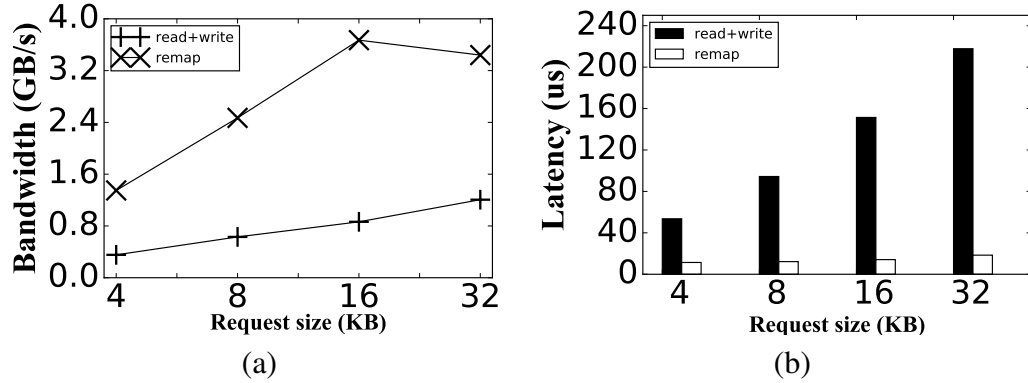 Bandwidth (GB/s)
4.0
3.2
2.4
1.6
0.8
0.0
read+write
remap
4 8 16 32
Request size (KB)
(a)
Latency (us)
240
200
160
120
80
40
0
read+write
remap
4 8 16 32
Request size (KB)
(b)